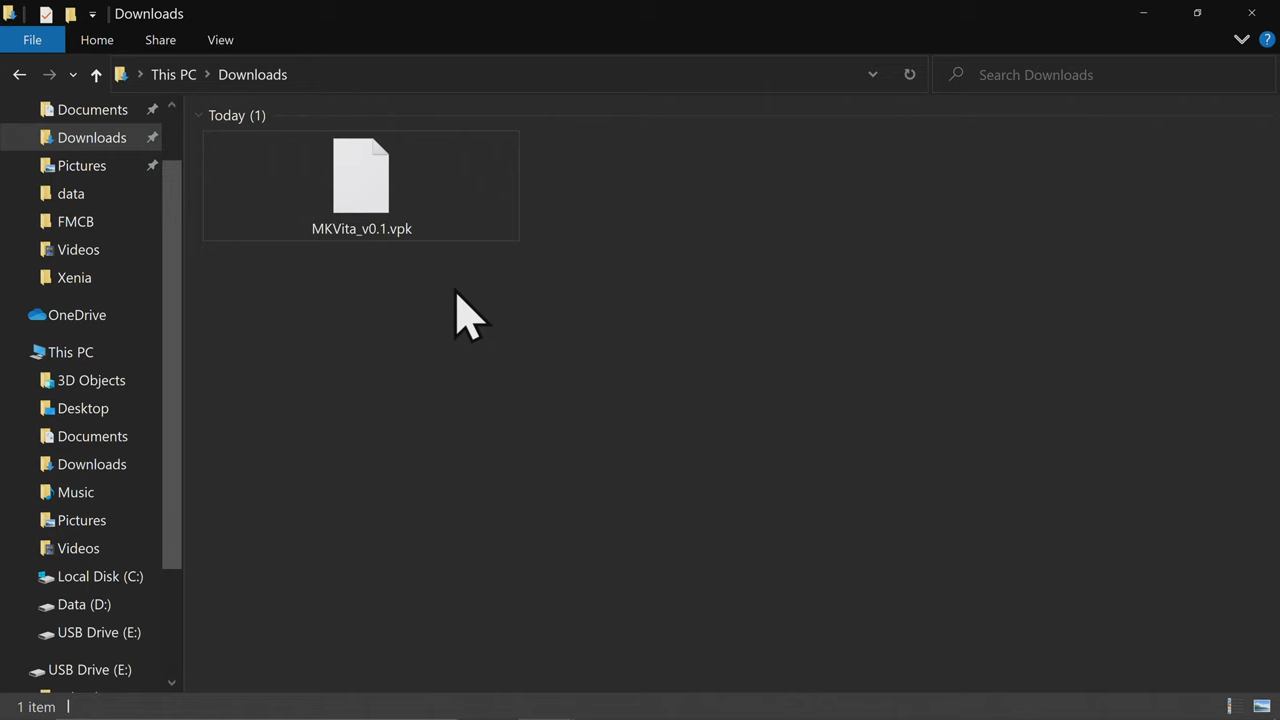 Downloads
File
Home
Share
View
This PC
Downloads
Search Downloads
Documents
Downloads
Pictures
data
FMCB
Videos
Xenia
OneDrive
This PC
3D Objects
Desktop
Documents
Downloads
Music
Pictures
Videos
Local Disk (C:)
Data (D:)
USB Drive (E:)
USB Drive (E:)
Today (1)
MKVita_v0.1.vpk
1 item